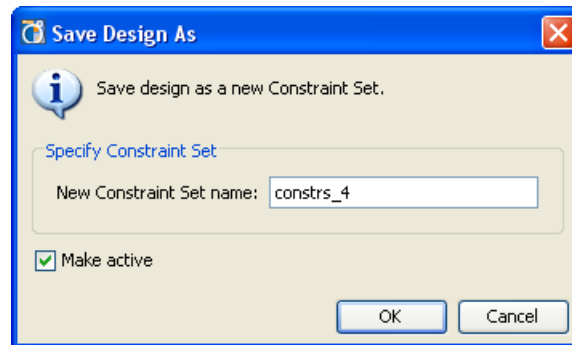 Save Design As
Save design as a new Constraint Set.
Specify Constraint Set
New Constraint Set name: constrs_4
Make active
OK Cancel